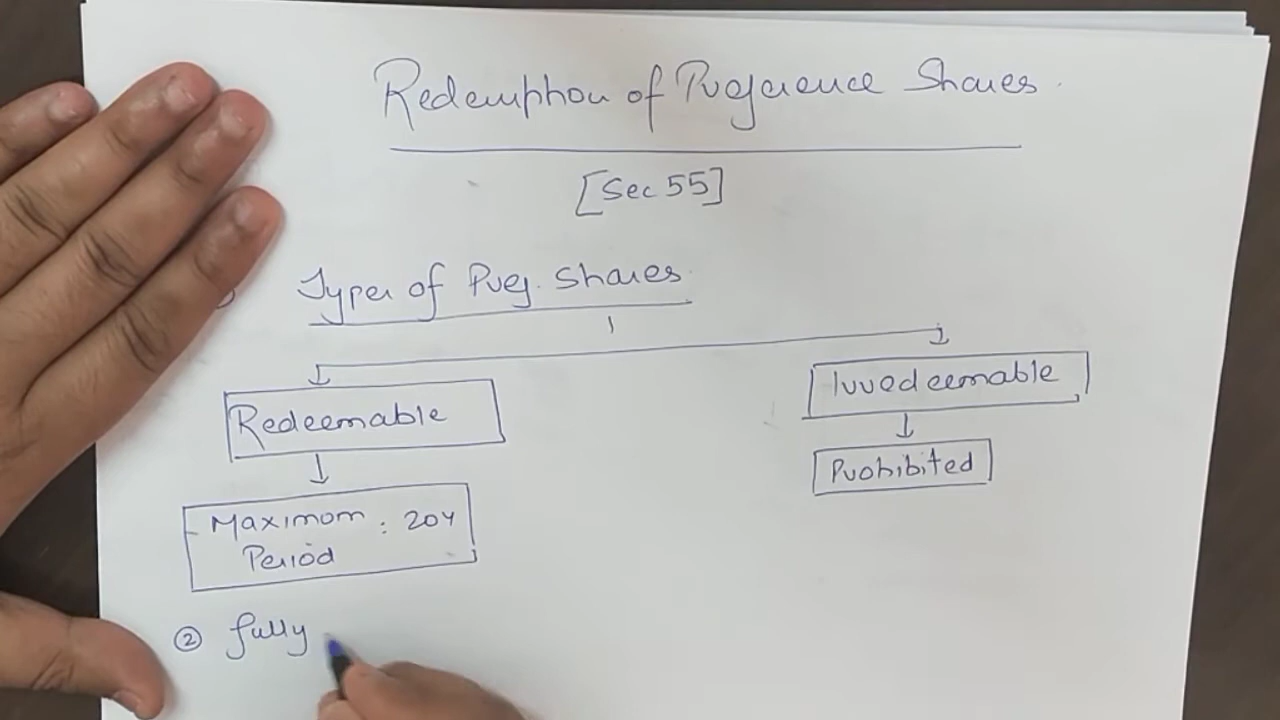 Redemption of Preference Shares.
[Sec 55]
Types of Pref. Shares
Redeemable
Irredeemable
Prohibited
Maximum : 20Y
Period
② fully